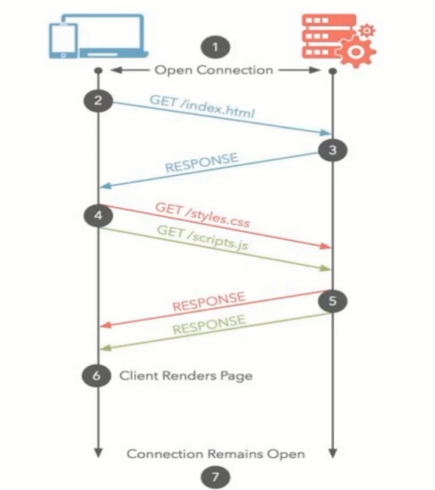 1
Open Connection
2
GET /index.html
3
RESPONSE
4
GET /styles.css
GET /scripts.js
5
RESPONSE
RESPONSE
6 Client Renders Page
Connection Remains Open
7